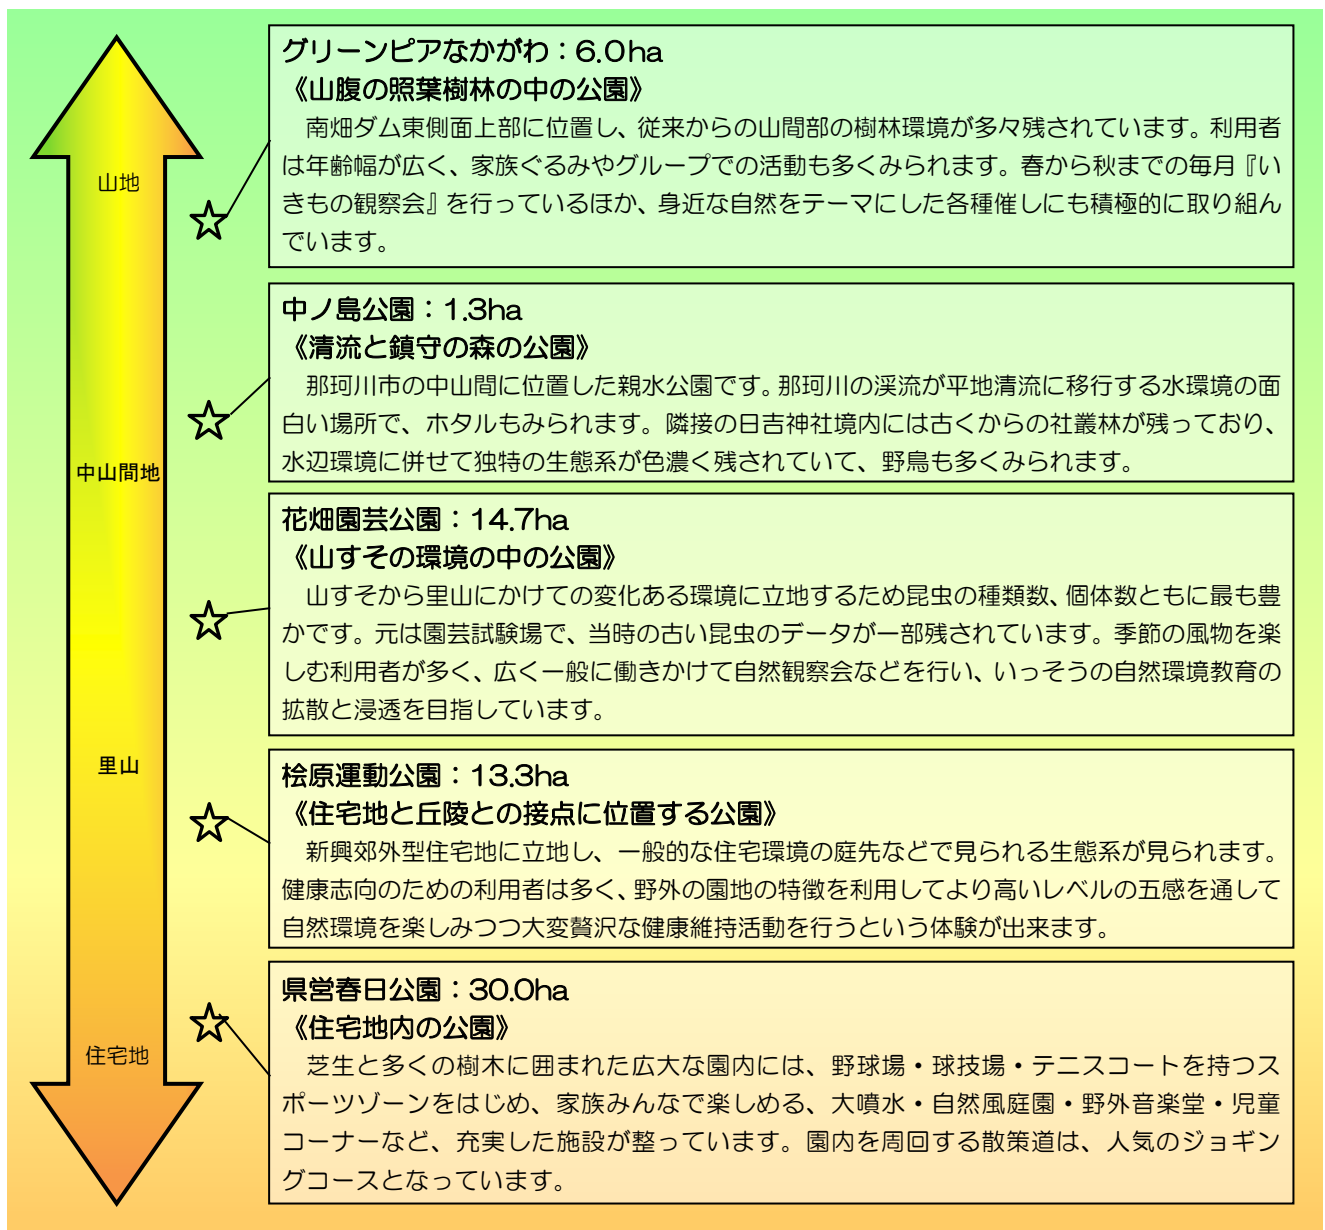 山地
中山間地
里山
住宅地
グリーンピアなかがわ：6.0ha
《山腹の照葉樹林の中の公園》
南畑ダム東側面上部に位置し、従来からの山間部の樹林環境が多々残されています。利用者
は年齢幅が広く、家族ぐるみやグループでの活動も多くみられます。春から秋までの毎月『い
きもの観察会』を行っているほか、身近な自然をテーマにした各種催しにも積極的に取り組ん
でいます。
中ノ島公園：1.3ha
《清流と鎮守の森の公園》
那珂川市の中山間に位置した親水公園です。那珂川の渓流が平地清流に移行する水環境の面
白い場所で、ホタルもみられます。隣接の日吉神社境内には古くからの社叢林が残っており、
水辺環境に併せて独特の生態系が色濃く残されていて、野鳥も多くみられます。
花畑園芸公園：14.7ha
《山すその環境の中の公園》
山すそから里山にかけての変化ある環境に立地するため昆虫の種類数、個体数ともに最も豊
かです。元は園芸試験場で、当時の古い昆虫のデータが一部残されています。季節の風物を楽
しむ利用者が多く、広く一般に働きかけて自然観察会などを行い、いっそうの自然環境教育の
拡散と浸透を目指しています。
桧原運動公園：13.3ha
《住宅地と丘陵との接点に位置する公園》
新興郊外型住宅地に立地し、一般的な住宅環境の庭先などで見られる生態系が見られます。
健康志向のための利用者は多く、野外の園地の特徴を利用してより高いレベルの五感を通して
自然環境を楽しみつつ大変贅沢な健康維持活動を行うという体験が出来ます。
県営春日公園：30.0ha
《住宅地内の公園》
芝生と多くの樹木に囲まれた広大な園内には、野球場・球技場・テニスコートを持つス
ポーツゾーンをはじめ、家族みんなで楽しめる、大噴水・自然風庭園・野外音楽堂・児童
コーナーなど、充実した施設が整っています。園内を周回する散策道は、人気のジョギン
グコースとなっています。